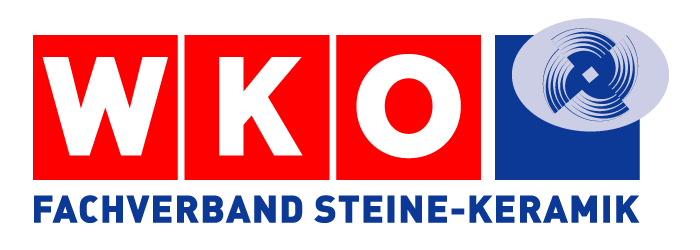 WKO
FACHVERBAND STEINE-KERAMIK